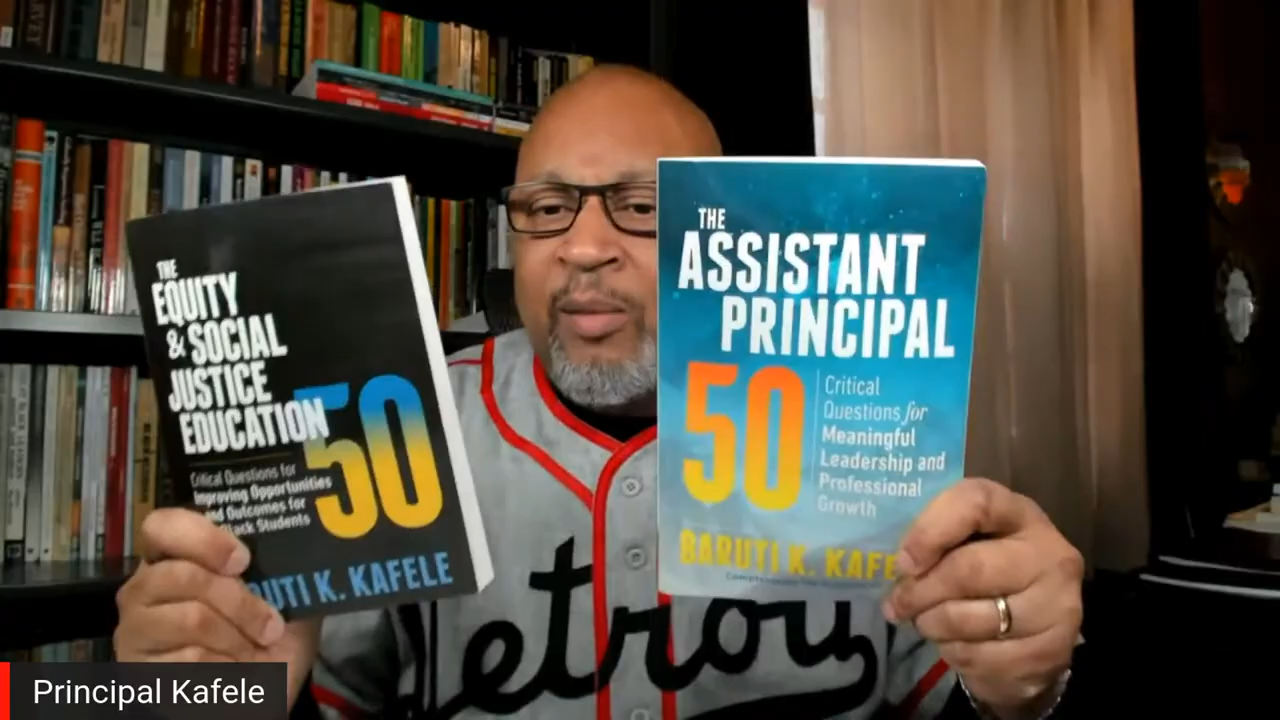 THE
EQUITY
& SOCIAL
JUSTICE
EDUCATION
50
Critical Questions for
Improving Opportunities
and Outcomes for
Black Students
BARUTI K. KAFELE
THE
ASSISTANT
PRINCIPAL
50
Critical
Questions for
Meaningful
Leadership and
Professional
Growth
BARUTI K. KAFELE
Detroit
Principal Kafele